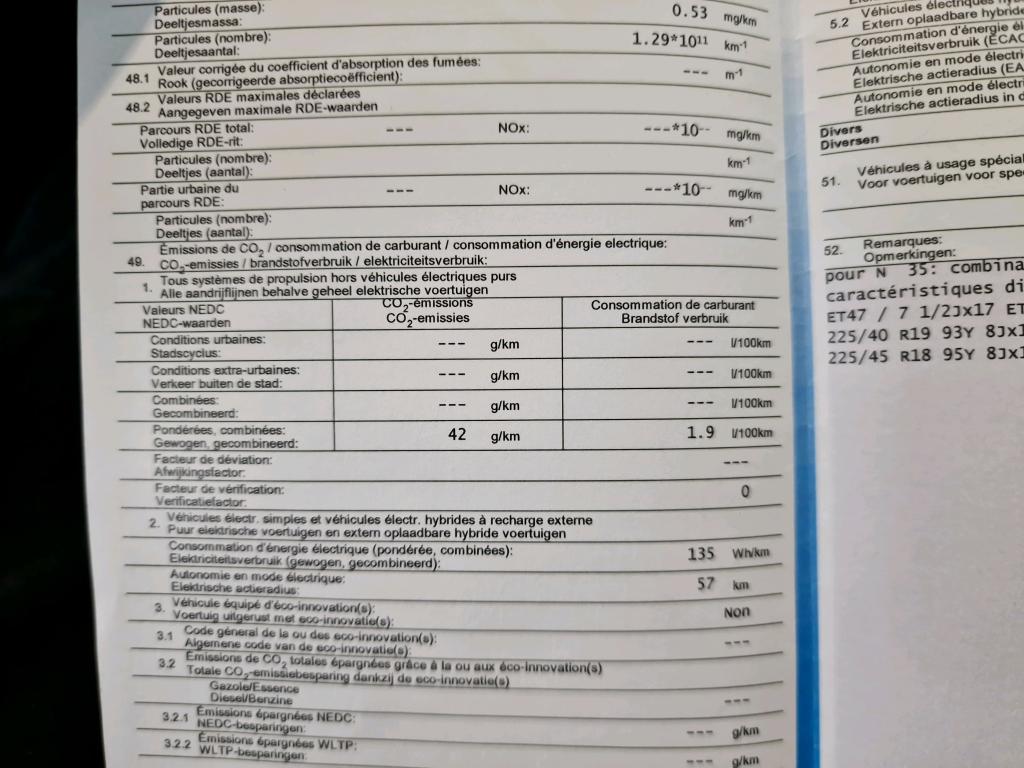 Particules (masse):
Deeltjesmassa: 0.53 mg/km
Particules (nombre):
Deeltjesaantal: 1.29*10¹¹ km⁻¹
48.1 Valeur corrigée du coefficient d'absorption des fumées:
Rook (gecorrigeerde absorptiecoëfficient): --- m⁻¹
48.2 Valeurs RDE maximales déclarées
Aangegeven maximale RDE-waarden
Parcours RDE total: --- NOx: ---*10-- mg/km
Volledige RDE-rit:
Particules (nombre): km⁻¹
Deeltjes (aantal):
Partie urbaine du --- NOx: ---*10-- mg/km
parcours RDE:
Particules (nombre): km⁻¹
Deeltjes (aantal):
49. Émissions de CO₂ / consommation de carburant / consommation d'énergie electrique:
CO₂-emissies / brandstofverbruik / elektriciteitsverbruik:
1. Tous systèmes de propulsion hors véhicules électriques purs
Alle aandrijflijnen behalve geheel elektrische voertuigen
Valeurs NEDC CO₂-émissions Consommation de carburant
NEDC-waarden CO₂-emissies Brandstof verbruik
Conditions urbaines: --- g/km --- l/100km
Stadscyclus:
Conditions extra-urbaines: --- g/km --- l/100km
Verkeer buiten de stad:
Combinées: --- g/km --- l/100km
Gecombineerd:
Pondérées, combinées: 42 g/km 1.9 l/100km
Gewogen, gecombineerd:
Facteur de déviation: ---
Afwijkingsfactor:
Facteur de vérification: 0
Verificatiefactor:
2. Véhicules électr. simples et véhicules électr. hybrides à recharge externe
Puur elektrische voertuigen en extern oplaadbare hybride voertuigen
Consommation d'énergie électrique (pondérée, combinées): 135 Wh/km
Elektriciteitsverbruik (gewogen, gecombineerd):
Autonomie en mode électrique: 57 km
Elektrische actieradius:
3. Véhicule équipé d'éco-innovation(s): Non
Voertuig uitgerust met eco-innovatie(s):
3.1 Code géneral de la ou des eco-innovation(s): ---
Algemene code van de eco-innovatie(s):
3.2 Émissions de CO₂ totales épargnées grâce à la ou aux éco-innovation(s)
Totale CO₂-emissiebesparing dankzij de eco-innovatie(s)
Gazole/Essence ---
Diesel/Benzine
3.2.1 Émissions épargnées NEDC: --- g/km
NEDC-besparingen:
3.2.2 Émissions épargnées WLTP: --- g/km
WLTP-besparingen:
5.2 Véhicules électriques
Extern oplaadbare hybride
Consommation d'énergie
Elektriciteitsverbruik
Autonomie en mode
Elektrische actieradius
Autonomie en mode
Elektrische actieradius in
Divers
Diversen
51. Véhicules à usage
Voor voertuigen voor
52. Remarques:
Opmerkingen:
pour N 35: combina
caractéristiques di
ET47 / 7 1/2Jx17 ET
225/40 R19 93Y 8Jx1
225/45 R18 95Y 8Jx1